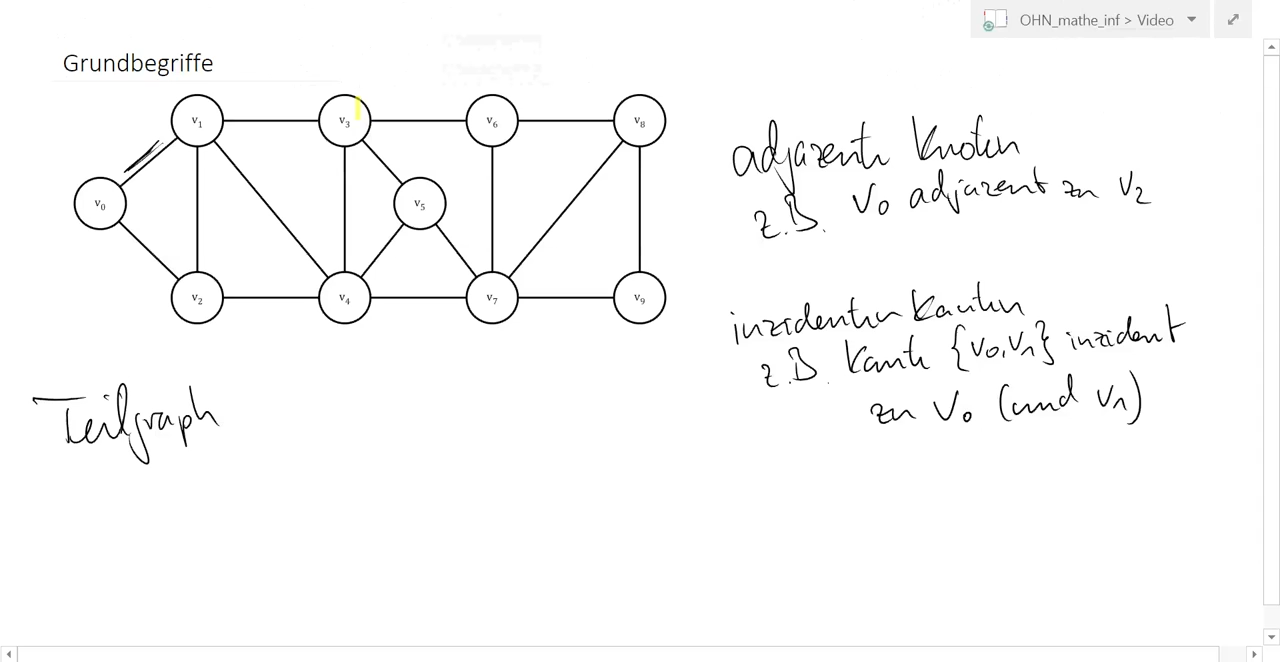 OHN_mathe_inf > Video
Grundbegriffe
v1 v3 v6 v8
v0 v5
v2 v4 v7 v9
adjazente Knoten
z.B. v0 adjazent zu v2
inzidenten Kanten
z.B. Kante {v0,v1} inzident
zu v0 (und v1)
Teilgraph